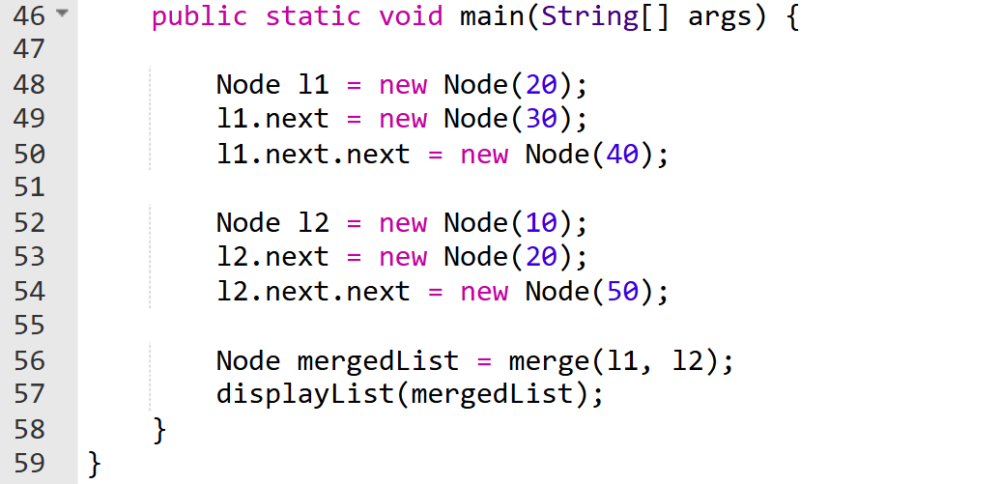 46 public static void main(String[] args) {
47
48 Node l1 = new Node(20);
49 l1.next = new Node(30);
50 l1.next.next = new Node(40);
51
52 Node l2 = new Node(10);
53 l2.next = new Node(20);
54 l2.next.next = new Node(50);
55
56 Node mergedList = merge(l1, l2);
57 displayList(mergedList);
58 }
59 }